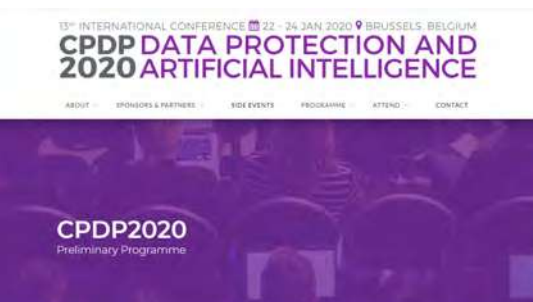 13TH INTERNATIONAL CONFERENCE 22 - 24 JAN 2020 BRUSSELS, BELGIUM
CPDP DATA PROTECTION AND
2020 ARTIFICIAL INTELLIGENCE
ABOUT SPONSORS & PARTNERS SIDE EVENTS PROGRAMME ATTEND CONTACT
CPDP2020
Preliminary Programme